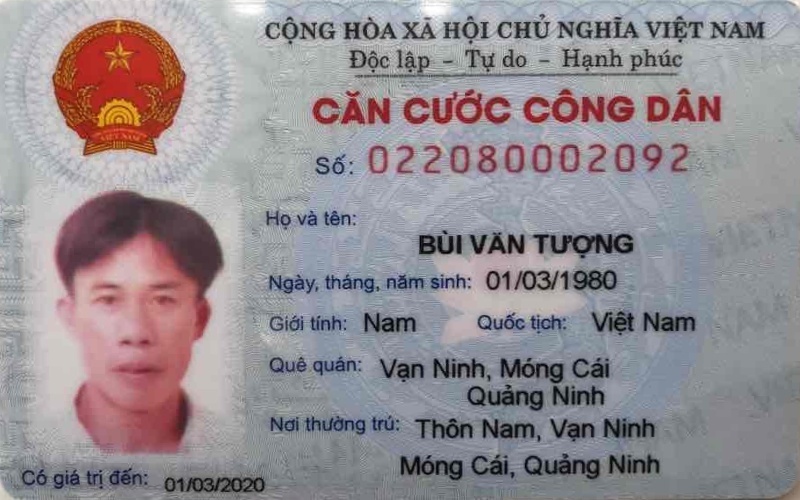 CỘNG HÒA XÃ HỘI CHỦ NGHĨA VIỆT NAM
Độc lập - Tự do - Hạnh phúc
CĂN CƯỚC CÔNG DÂN
Số: 022080002092
Họ và tên:
BÙI VĂN TƯỢNG
Ngày, tháng, năm sinh: 01/03/1980
Giới tính: Nam Quốc tịch: Việt Nam
Quê quán: Vạn Ninh, Móng Cái
Quảng Ninh
Nơi thường trú: Thôn Nam, Vạn Ninh
Móng Cái, Quảng Ninh
Có giá trị đến: 01/03/2020